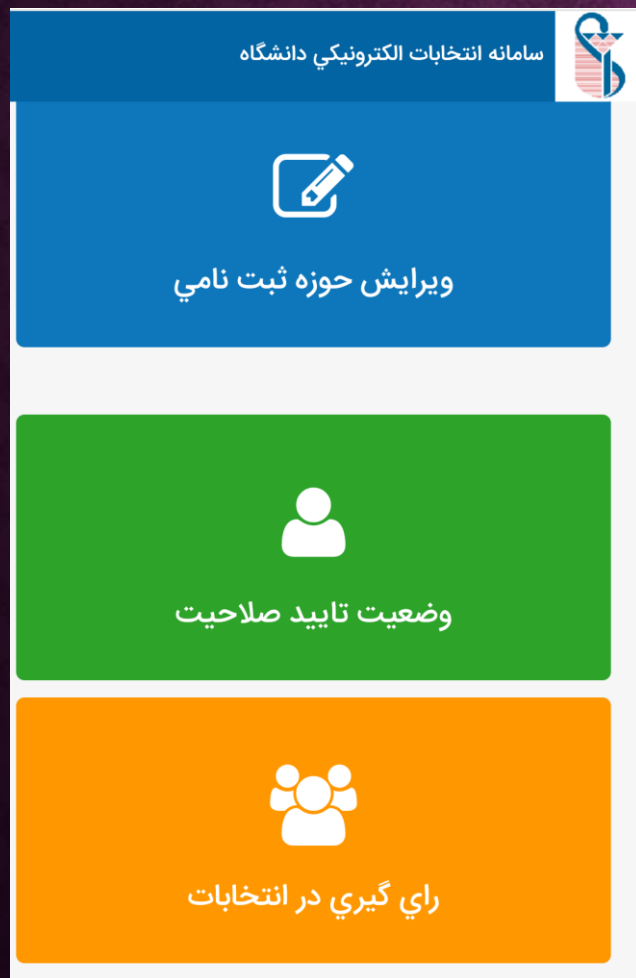 سامانه انتخابات الكترونيكي دانشگاه
ويرايش حوزه ثبت نامي
وضعيت تاييد صلاحيت
راي گيري در انتخابات